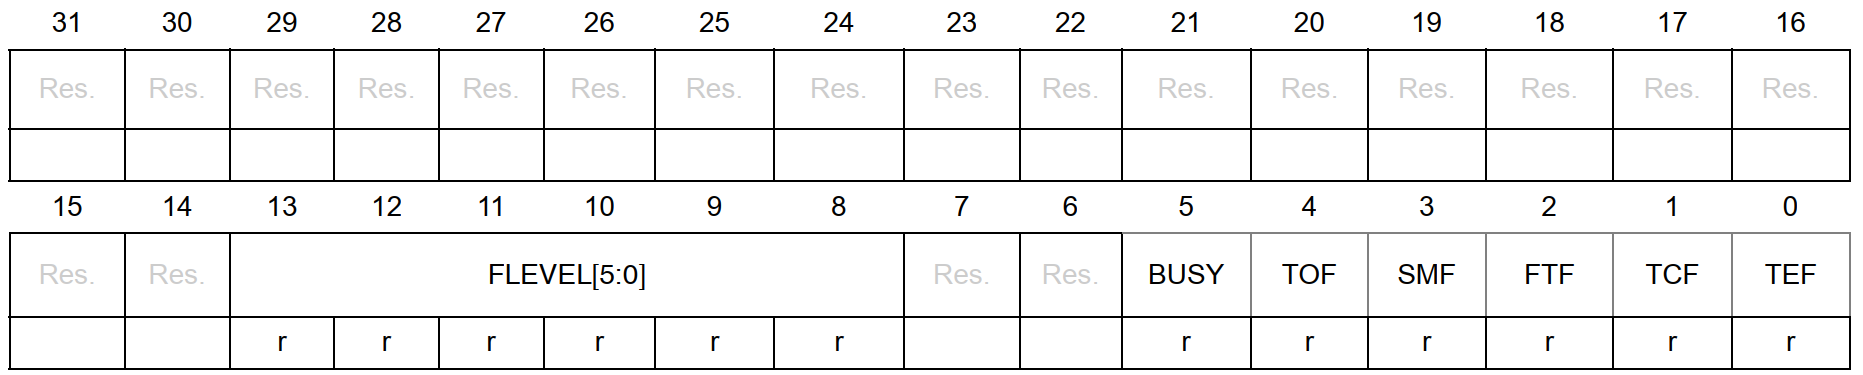 31 30 29 28 27 26 25 24 23 22 21 20 19 18 17 16
Res. Res. Res. Res. Res. Res. Res. Res. Res. Res. Res. Res. Res. Res. Res. Res.
15 14 13 12 11 10 9 8 7 6 5 4 3 2 1 0
Res. Res. FLEVEL[5:0] Res. Res. BUSY TOF SMF FTF TCF TEF
r r r r r r r r r r r r